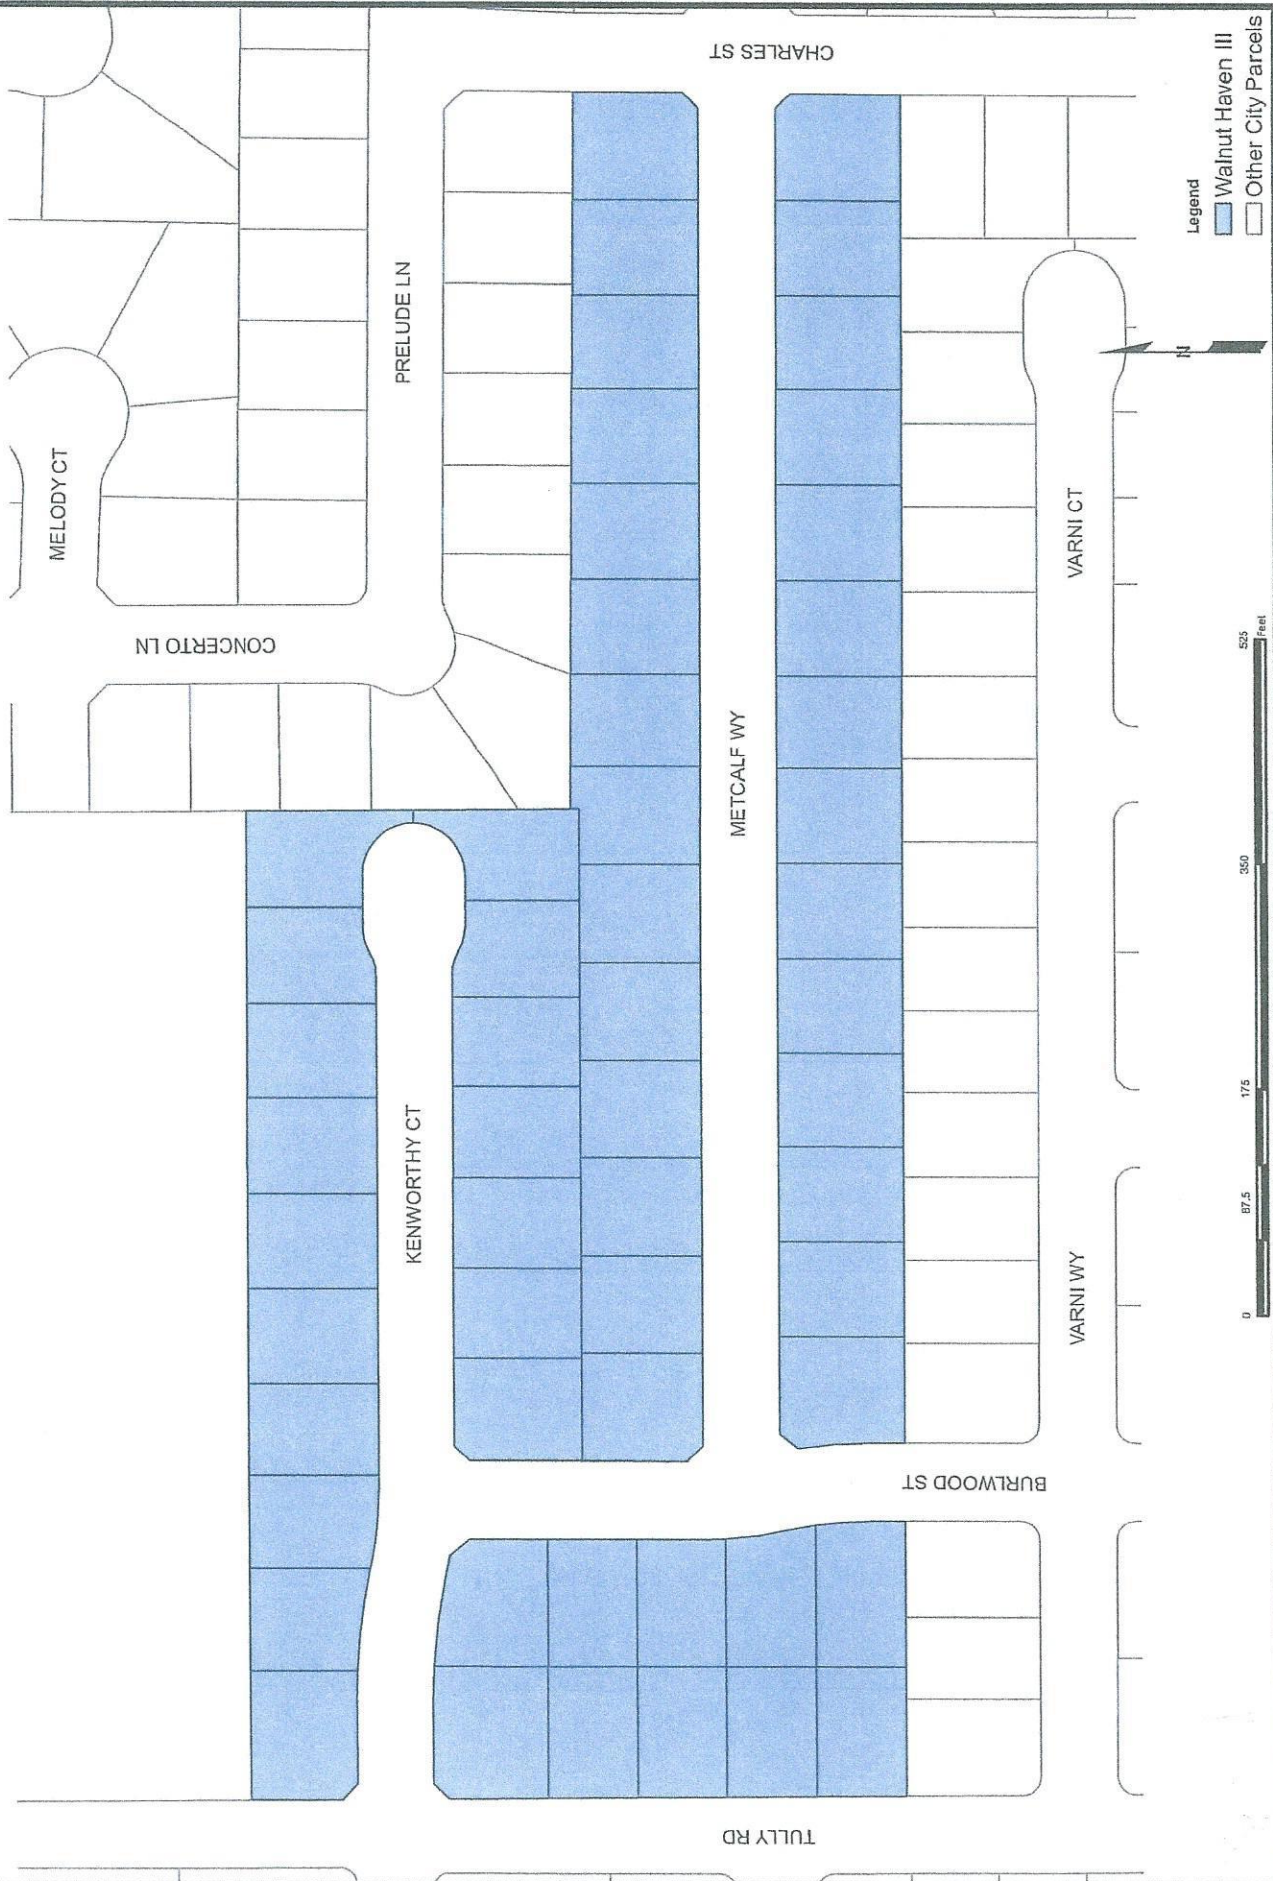 CHARLES ST
PRELUDE LN
MELODY CT
CONCERTO LN
METCALF WY
KENWORTHY CT
VARNI CT
VARNI WY
BURLWOOD ST
TULLY RD
N
Legend
Walnut Haven III
Other City Parcels
0 87.5 175 350 525
Feet